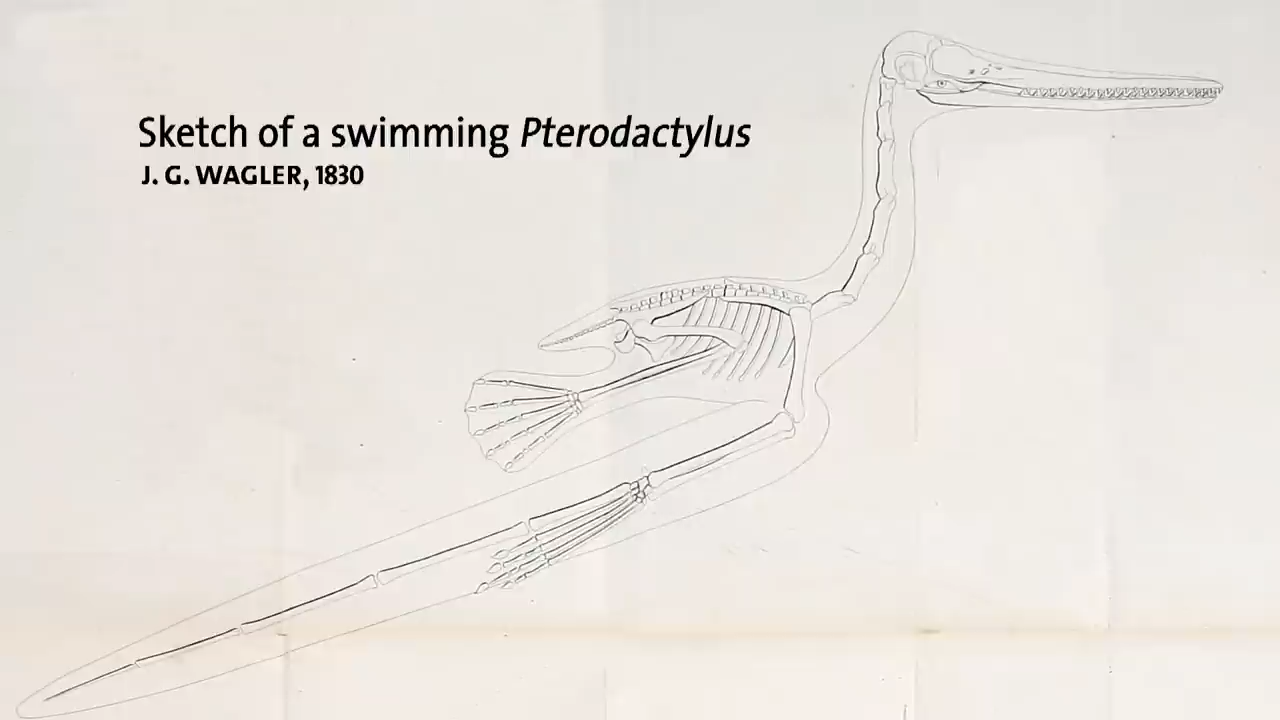 Sketch of a swimming Pterodactylus
J. G. WAGLER, 1830